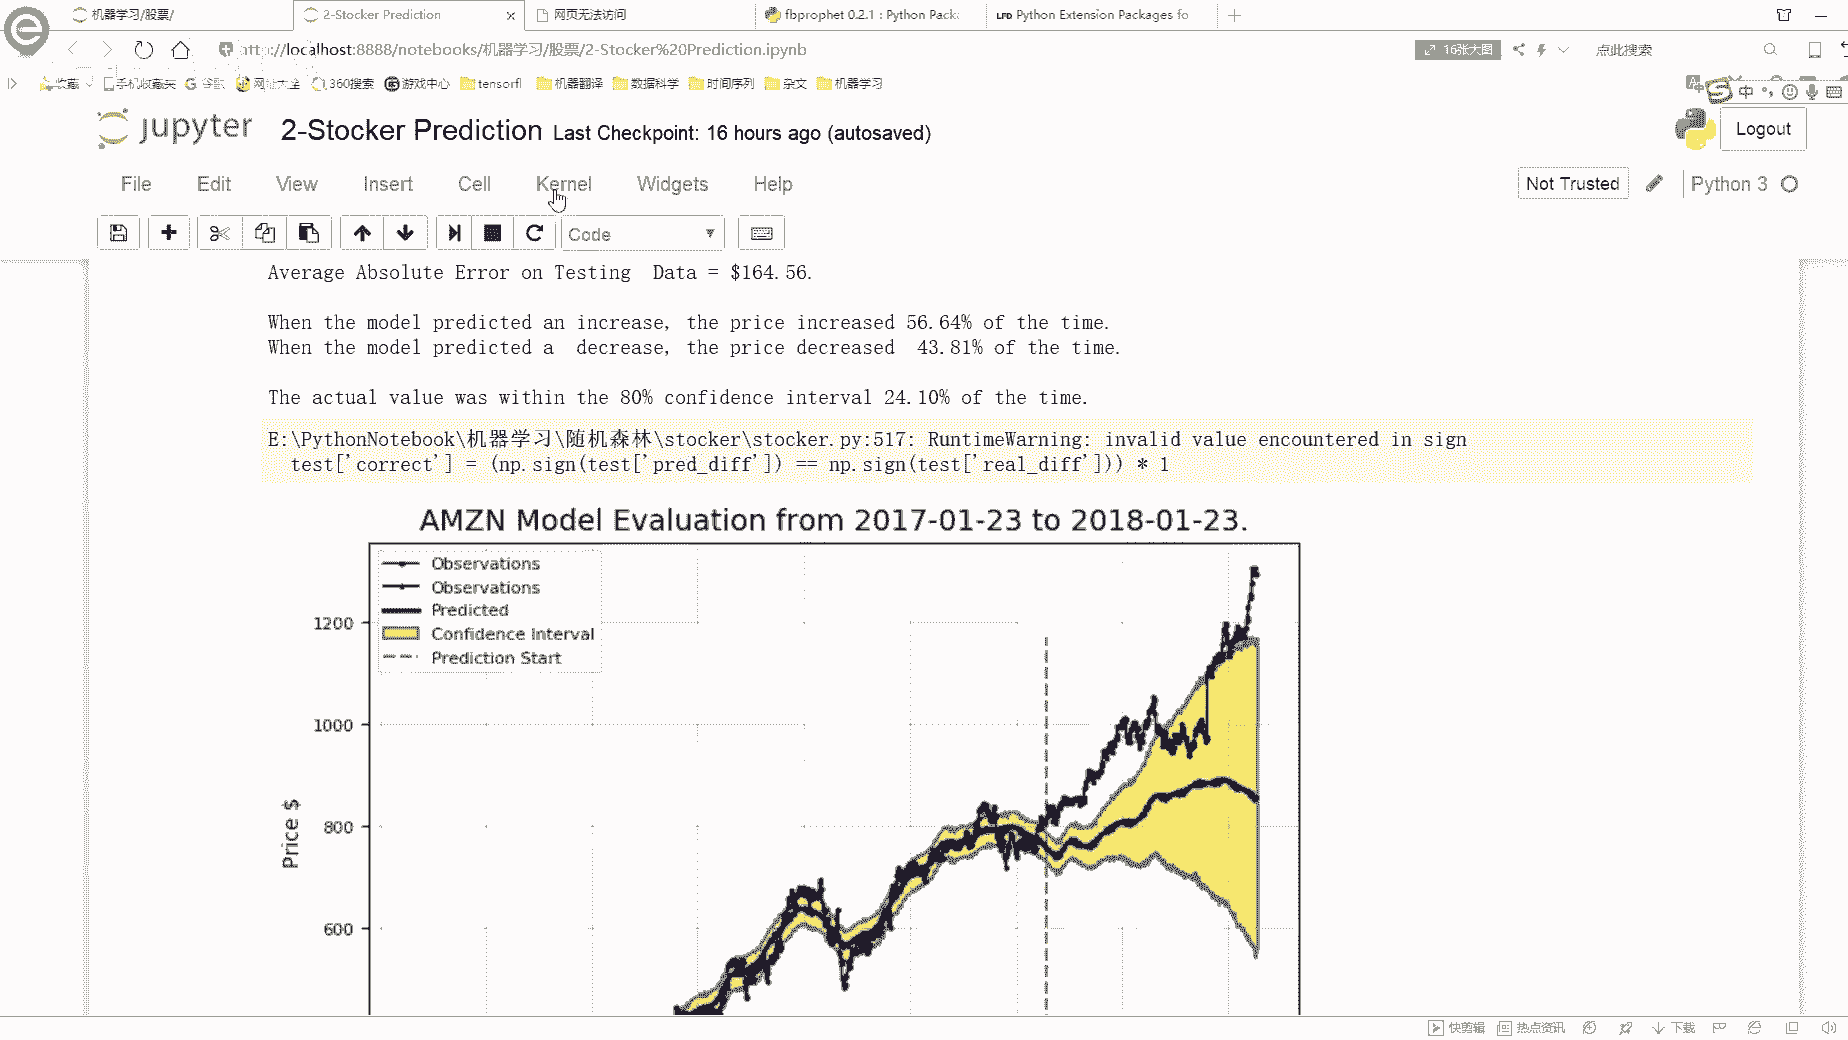 机器学习/股票/
2-Stocker Prediction
网页无法访问
fbprophet 0.2.1 : Python Pack
LFD Python Extension Packages fo
http://localhost:8888/notebooks/机器学习/股票/2-Stocker%20Prediction.ipynb
16张大图
点此搜索
收藏
手机收藏夹
谷歌
网址大全
360搜索
游戏中心
tensorfl
机器翻译
数据科学
时间序列
杂文
机器学习
中
jupyter
2-Stocker Prediction Last Checkpoint: 16 hours ago (autosaved)
Logout
File Edit View Insert Cell Kernel Widgets Help
Not Trusted
Python 3
Code
Average Absolute Error on Testing Data = $164.56.
When the model predicted an increase, the price increased 56.64% of the time.
When the model predicted a decrease, the price decreased 43.81% of the time.
The actual value was within the 80% confidence interval 24.10% of the time.
E:\PythonNotebook\机器学习\随机森林\stocker\stocker.py:517: RuntimeWarning: invalid value encountered in sign
test['correct'] = (np.sign(test['pred_diff']) == np.sign(test['real_diff'])) * 1
AMZN Model Evaluation from 2017-01-23 to 2018-01-23.
Observations
Observations
Predicted
Confidence Interval
Prediction Start
1200
1000
800
600
Price $
快剪辑
热点资讯
下载